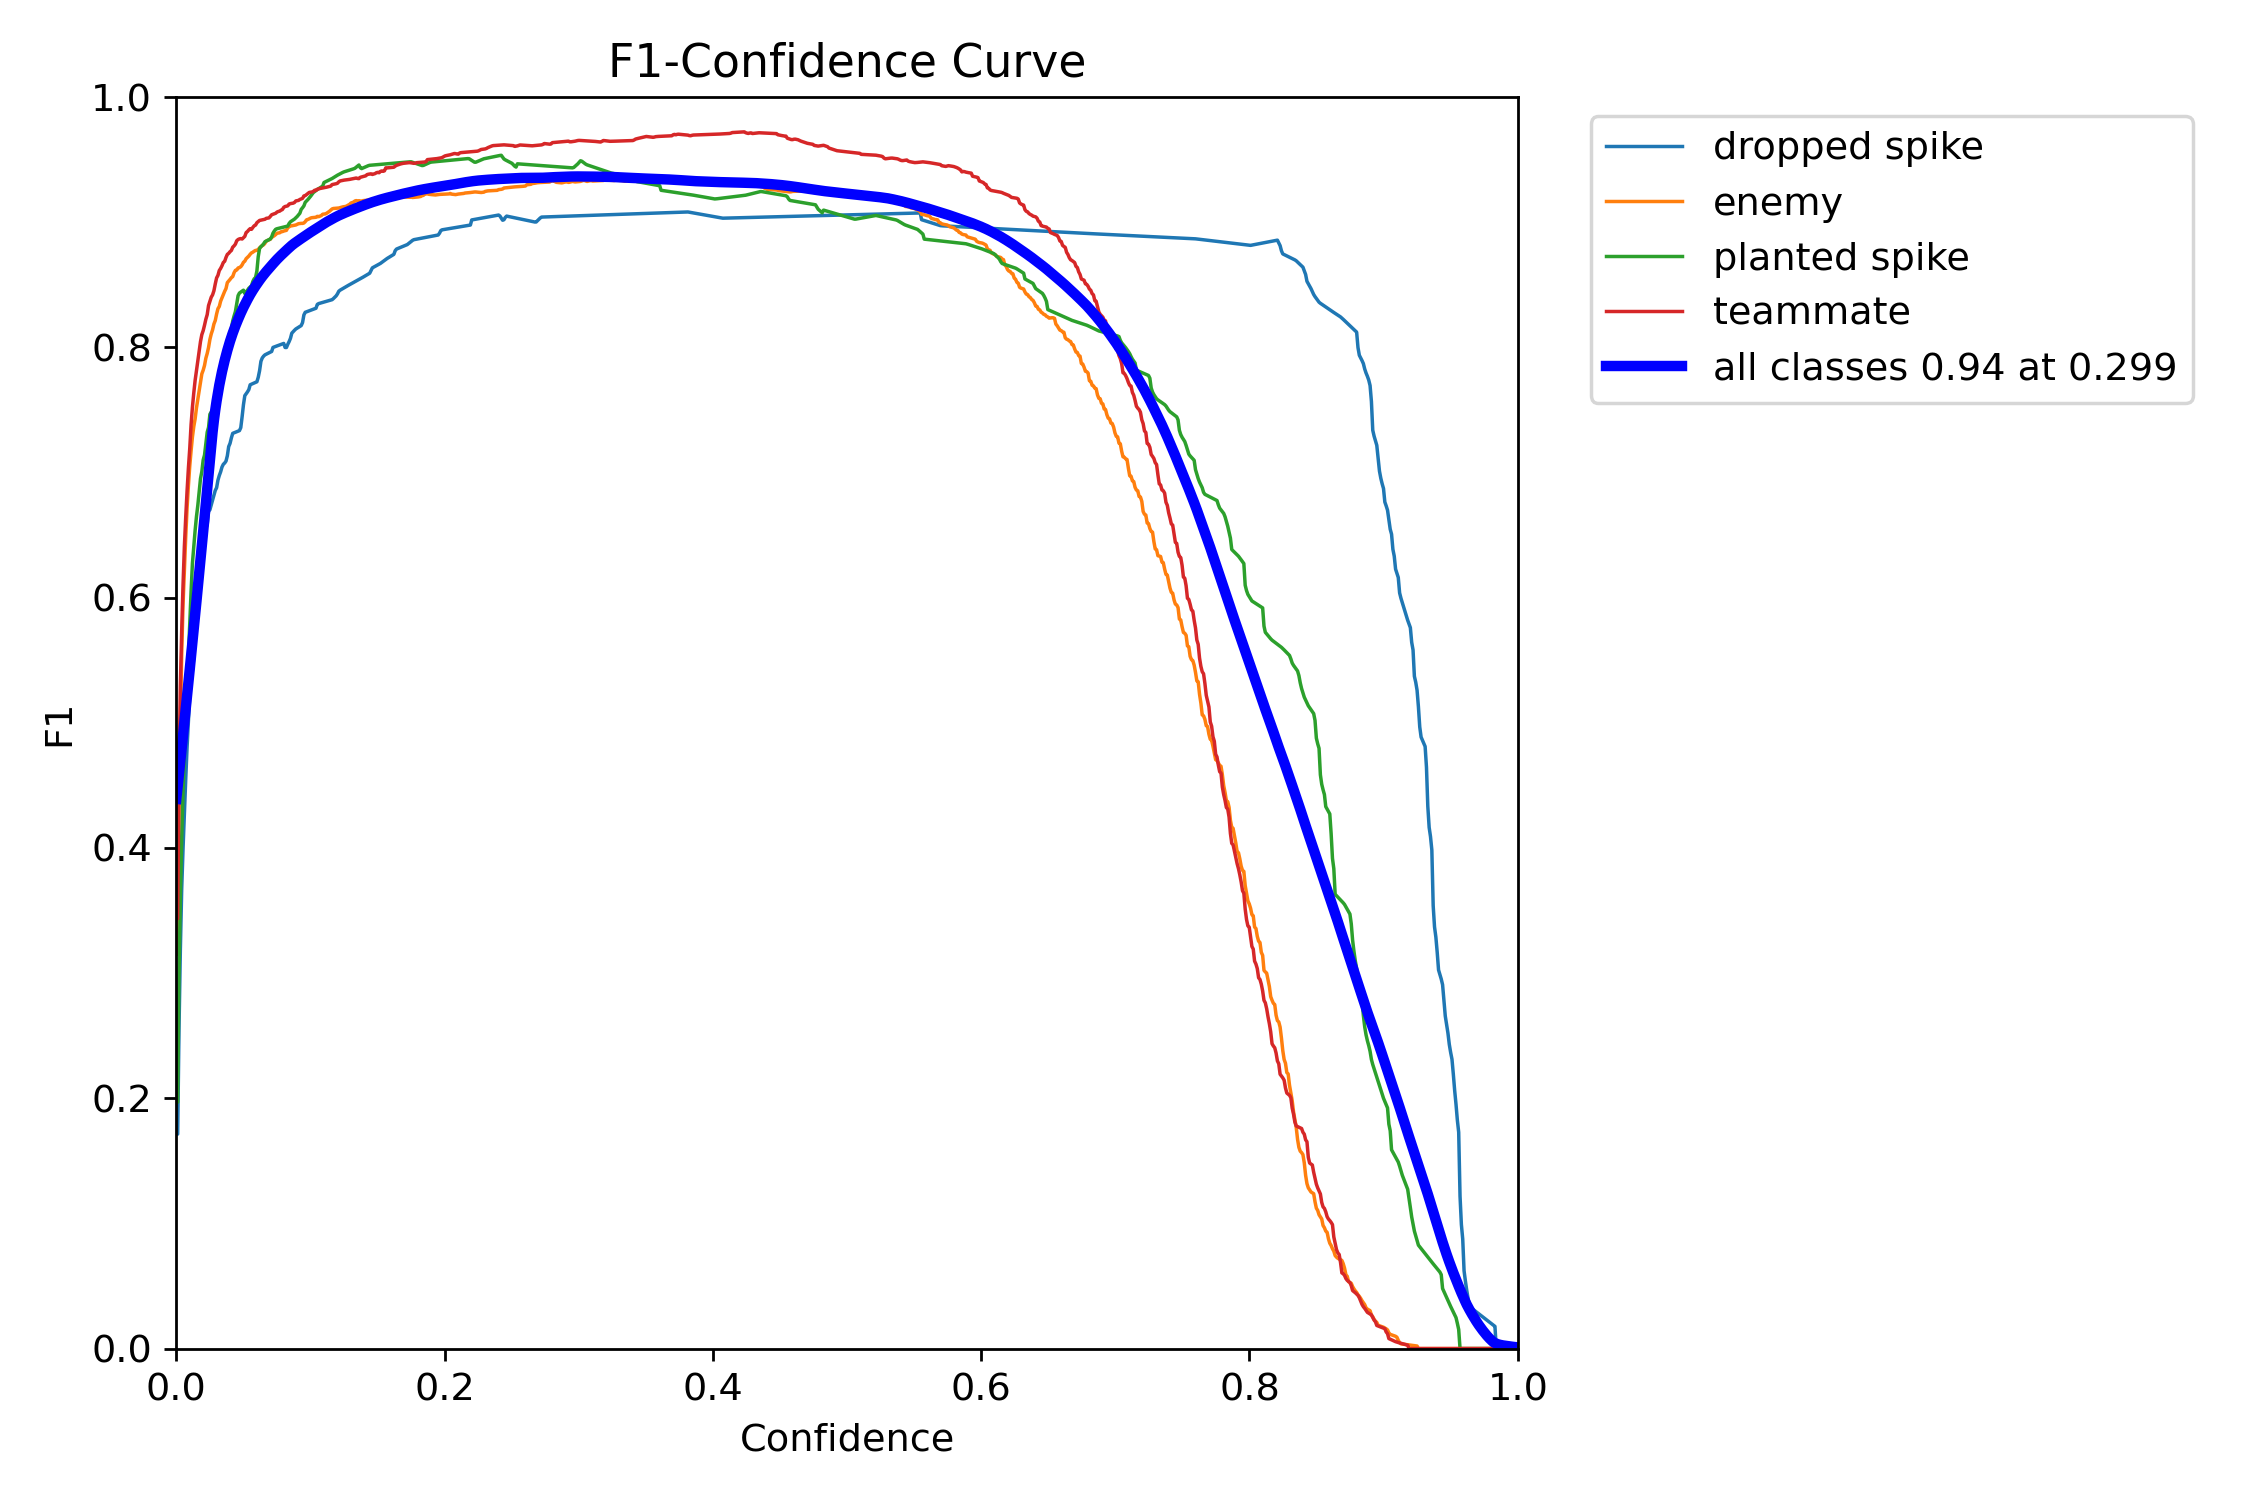 F1-Confidence Curve
1.0
0.8
0.6
0.4
0.2
0.0
F1
0.0 0.2 0.4 0.6 0.8 1.0
Confidence
dropped spike
enemy
planted spike
teammate
all classes 0.94 at 0.299